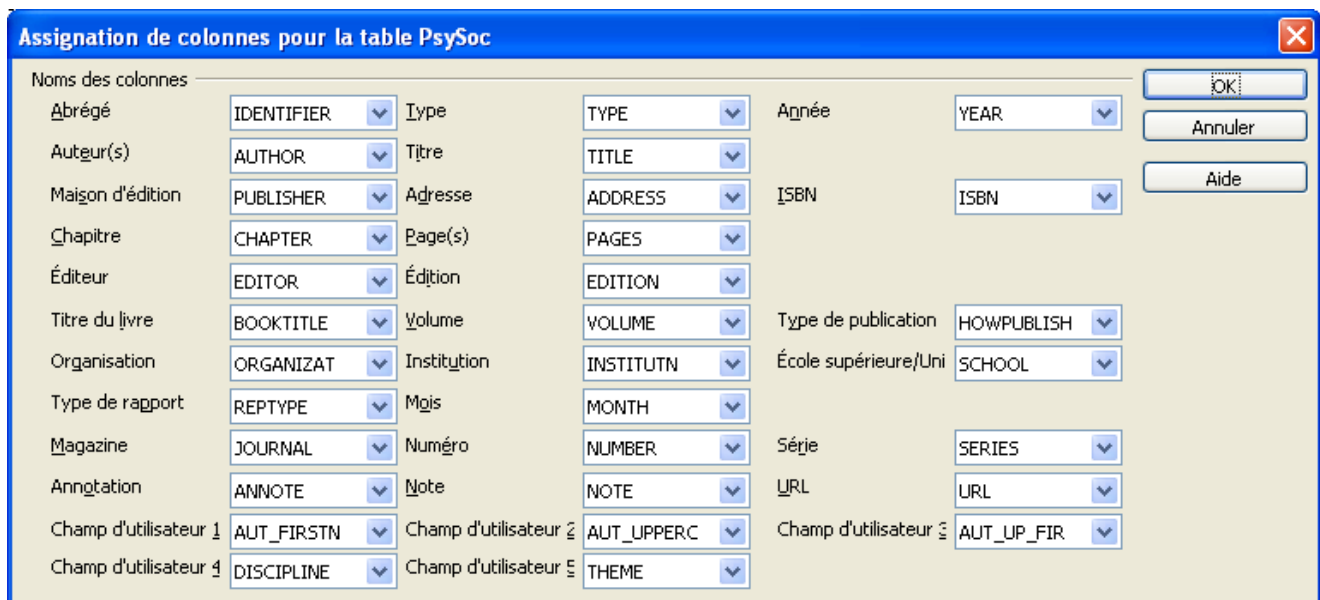 Assignation de colonnes pour la table PsySoc
Noms des colonnes
OK
Abrégé IDENTIFIER Type TYPE Année YEAR
Annuler
Auteur(s) AUTHOR Titre TITLE
Aide
Maison d'édition PUBLISHER Adresse ADDRESS ISBN ISBN
Chapitre CHAPTER Page(s) PAGES
Éditeur EDITOR Édition EDITION
Titre du livre BOOKTITLE Volume VOLUME Type de publication HOWPUBLISH
Organisation ORGANIZAT Institution INSTITUTN École supérieure/Uni SCHOOL
Type de rapport REPTYPE Mois MONTH
Magazine JOURNAL Numéro NUMBER Série SERIES
Annotation ANNOTE Note NOTE URL URL
Champ d'utilisateur 1 AUT_FIRSTN Champ d'utilisateur 2 AUT_UPPERC Champ d'utilisateur 3 AUT_UP_FIR
Champ d'utilisateur 4 DISCIPLINE Champ d'utilisateur 5 THEME